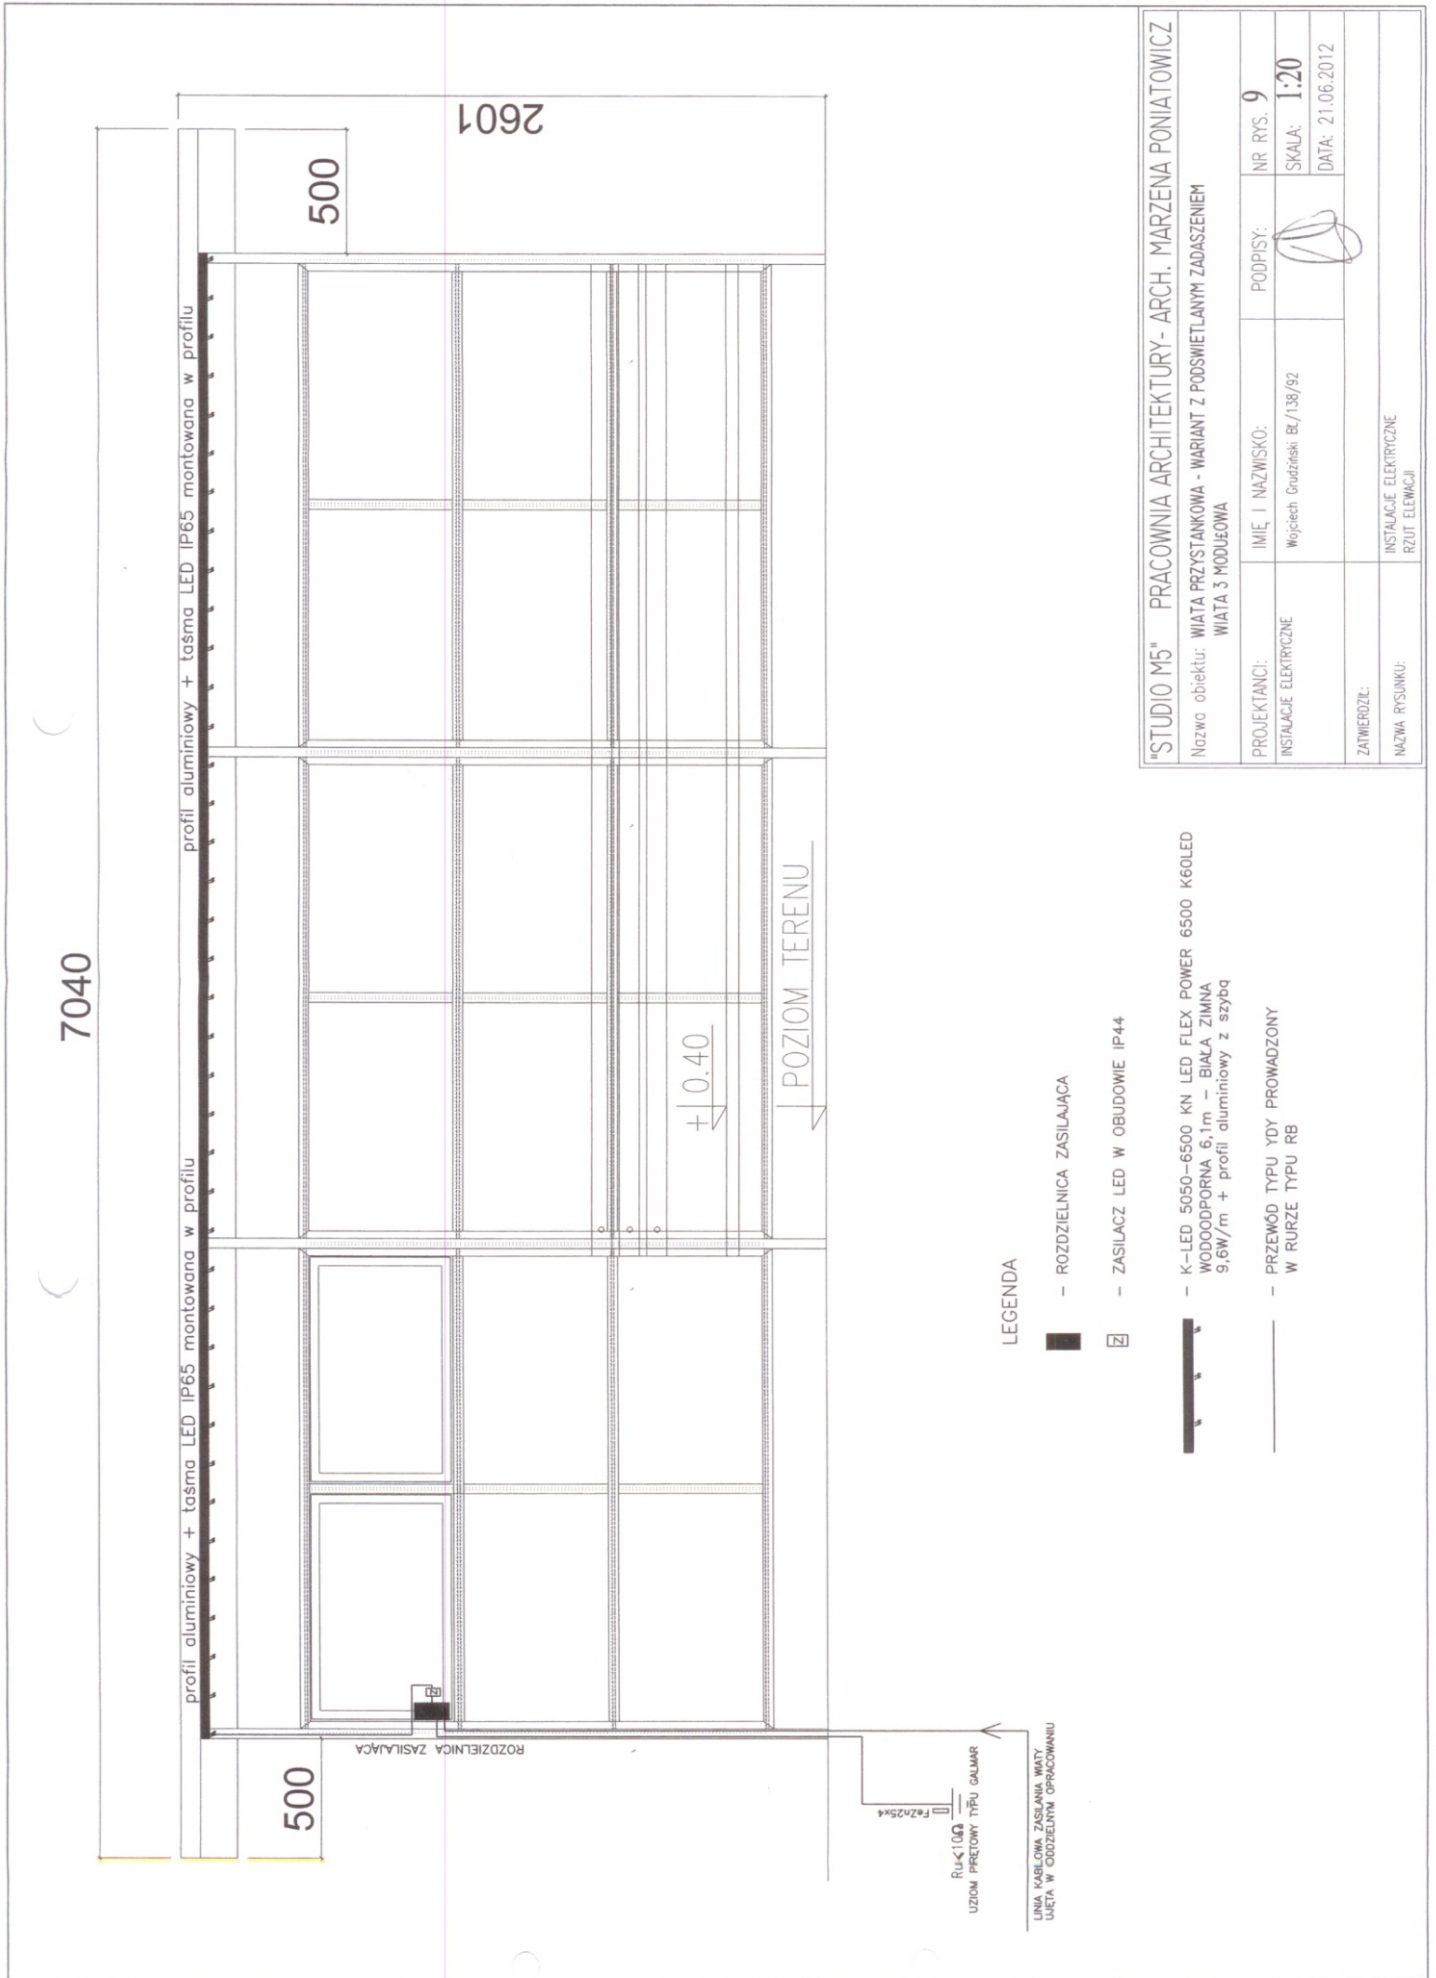 7040
500
2601
500
profil aluminiowy + taśma LED IP65 montowana w profilu
profil aluminiowy + taśma LED IP65 montowana w profilu
ROZDZIELNICA ZASILAJĄCA
± 0.40
POZIOM TERENU
FeZn25x4
Ru<10Ω
UZIOM PRĘTOWY TYPU GALMAR
LINIA KABLOWA ZASILANIA WIATY
UJĘTA W ODDZIELNYM OPRACOWANIU
LEGENDA
- ROZDZIELNICA ZASILAJĄCA
Z
- ZASILACZ LED W OBUDOWIE IP44
- K-LED 5050-6500 KN LED FLEX POWER 6500 K60LED
WODOODPORNA 6,1m - BIAŁA ZIMNA
9,6W/m + profil aluminiowy z szybą
- PRZEWÓD TYPU YDY PROWADZONY
W RURZE TYPU RB
"STUDIO M5" PRACOWNIA ARCHITEKTURY- ARCH. MARZENA PONIATOWICZ
Nazwa obiektu: WIATA PRZYSTANKOWA - WARIANT Z PODSWIETLANYM ZADASZENIEM
WIATA 3 MODUŁOWA
PROJEKTANCI: IMIĘ I NAZWISKO: PODPISY: NR RYS. 9
INSTALACJE ELEKTRYCZNE Wojciech Grudziński BŁ/138/92 SKALA: 1:20
DATA: 21.06.2012
ZATWIERDZIŁ:
NAZWA RYSUNKU: INSTALACJE ELEKTRYCZNE
RZUT ELEWACJI